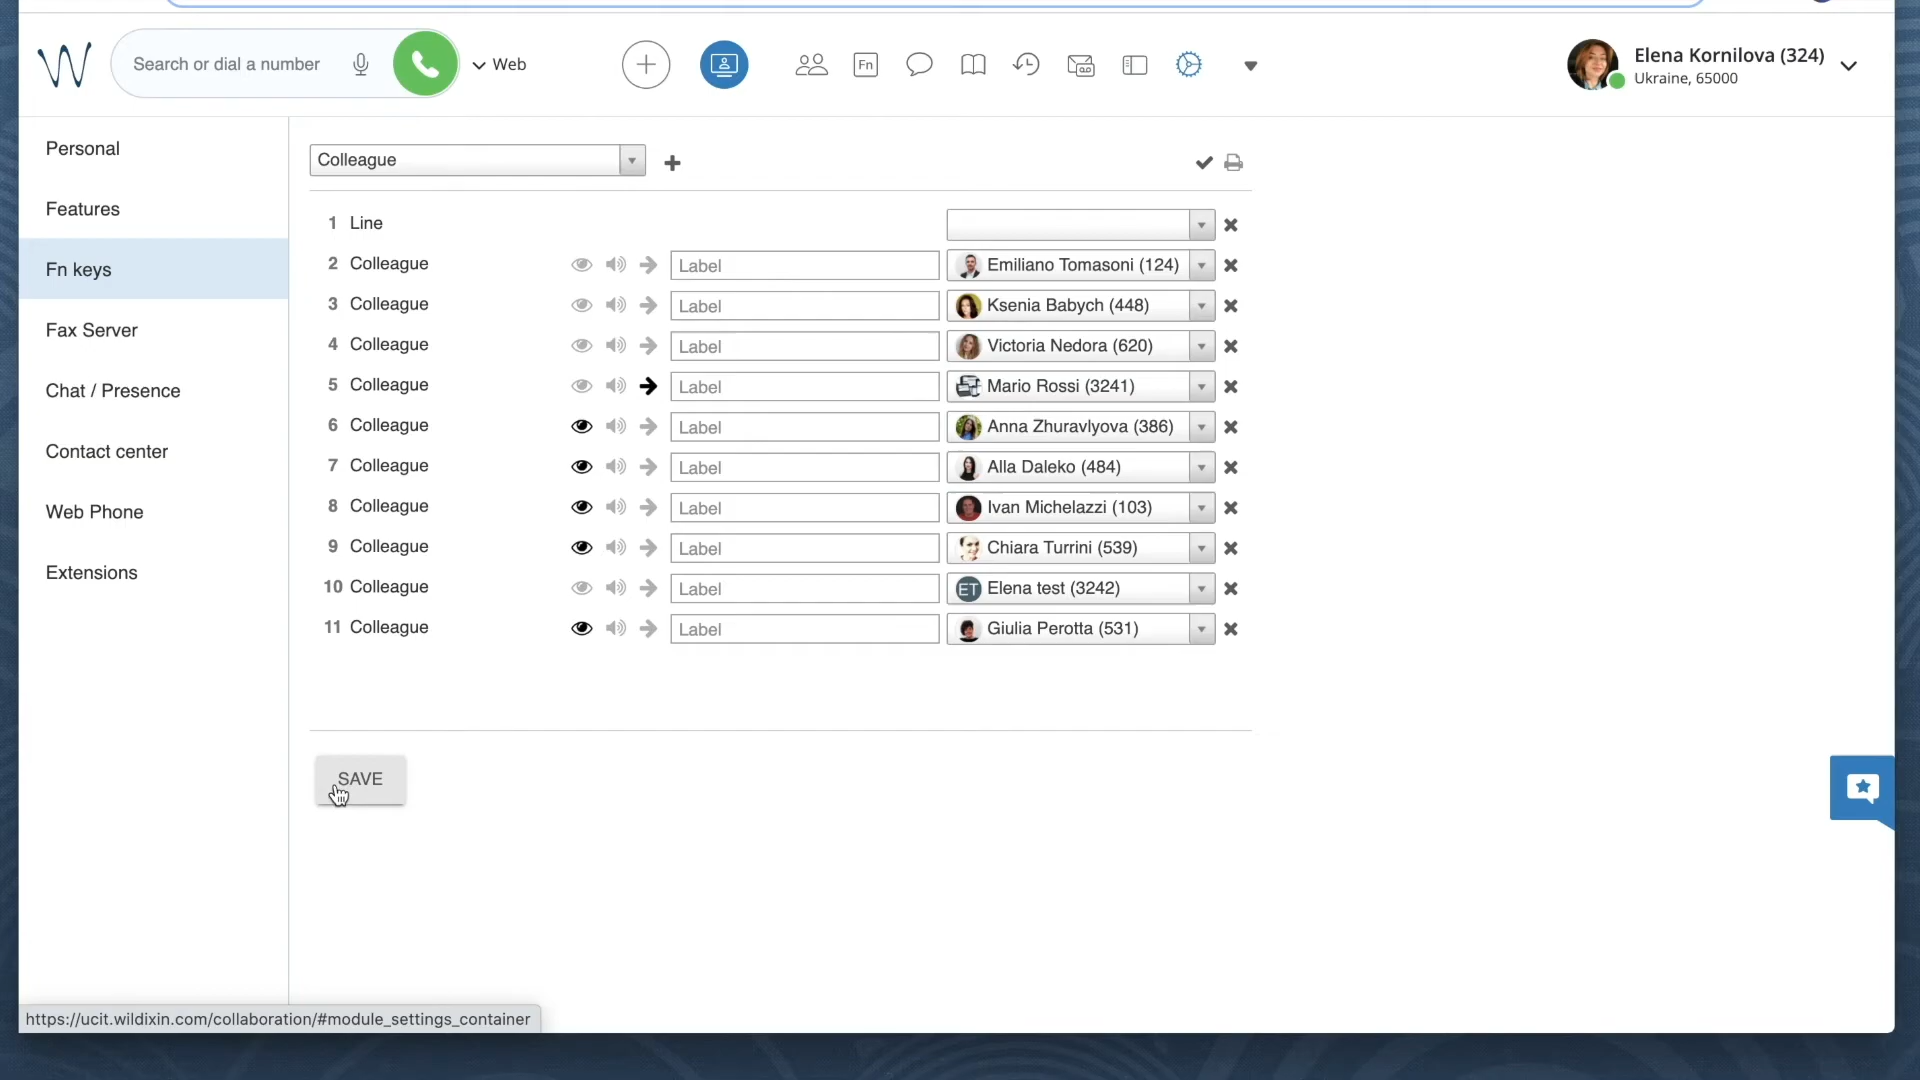 Search or dial a number
Web
Fn
Elena Kornilova (324)
Ukraine, 65000
Personal
Features
Fn keys
Fax Server
Chat / Presence
Contact center
Web Phone
Extensions
Colleague
1 Line
2 Colleague Label Emiliano Tomasoni (124)
3 Colleague Label Ksenia Babych (448)
4 Colleague Label Victoria Nedora (620)
5 Colleague Label Mario Rossi (3241)
6 Colleague Label Anna Zhuravlyova (386)
7 Colleague Label Alla Daleko (484)
8 Colleague Label Ivan Michelazzi (103)
9 Colleague Label Chiara Turrini (539)
10 Colleague Label ET Elena test (3242)
11 Colleague Label Giulia Perotta (531)
SAVE
https://ucit.wildixin.com/collaboration/#module_settings_container